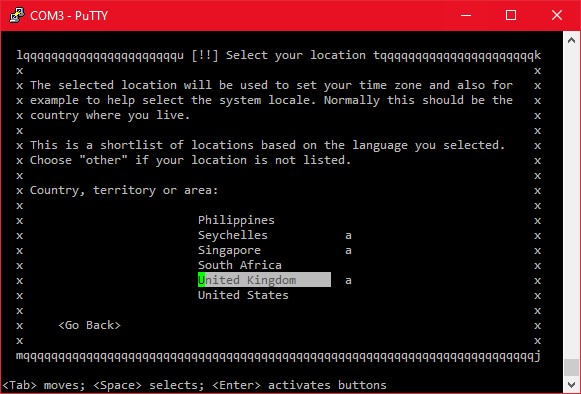 COM3 - PuTTY
lqqqqqqqqqqqqqqqqqqqqqqu [!!] Select your location tqqqqqqqqqqqqqqqqqqqqqqk
x x
x The selected location will be used to set your time zone and also for x
x example to help select the system locale. Normally this should be the x
x country where you live. x
x x
x This is a shortlist of locations based on the language you selected. x
x Choose "other" if your location is not listed. x
x x
x Country, territory or area: x
x x
x Philippines x
x Seychelles a x
x Singapore a x
x South Africa x
x United Kingdom a x
x United States x
x x
x <Go Back> x
x x
mqqqqqqqqqqqqqqqqqqqqqqqqqqqqqqqqqqqqqqqqqqqqqqqqqqqqqqqqqqqqqqqqqqqqqqqqqj
<Tab> moves; <Space> selects; <Enter> activates buttons